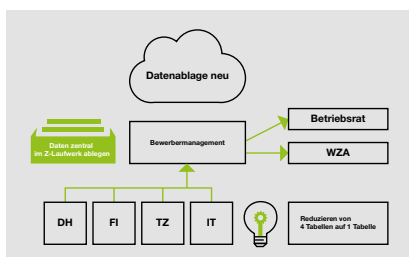 Datenablage neu
Betriebsrat
Daten zentral
im Z-Laufwerk ablegen
Bewerbermanagement
WZA
DH
FI
TZ
IT
Reduzieren von
4 Tabellen auf 1 Tabelle